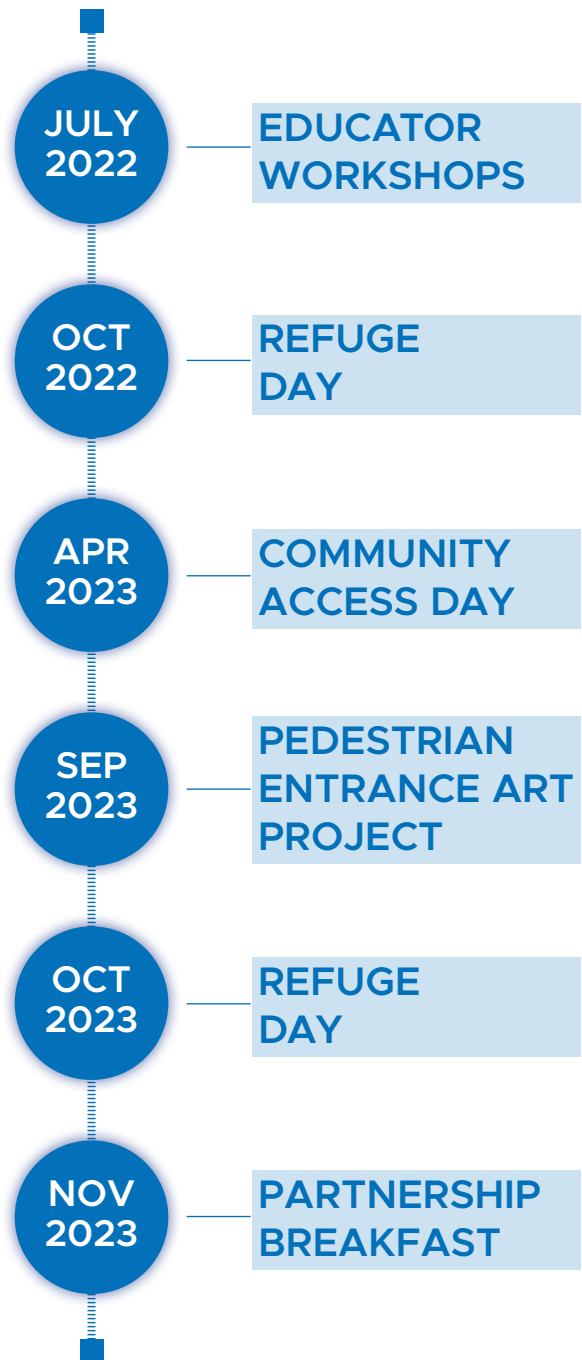 JULY
2022
EDUCATOR
WORKSHOPS
OCT
2022
REFUGE
DAY
APR
2023
COMMUNITY
ACCESS DAY
SEP
2023
PEDESTRIAN
ENTRANCE ART
PROJECT
OCT
2023
REFUGE
DAY
NOV
2023
PARTNERSHIP
BREAKFAST